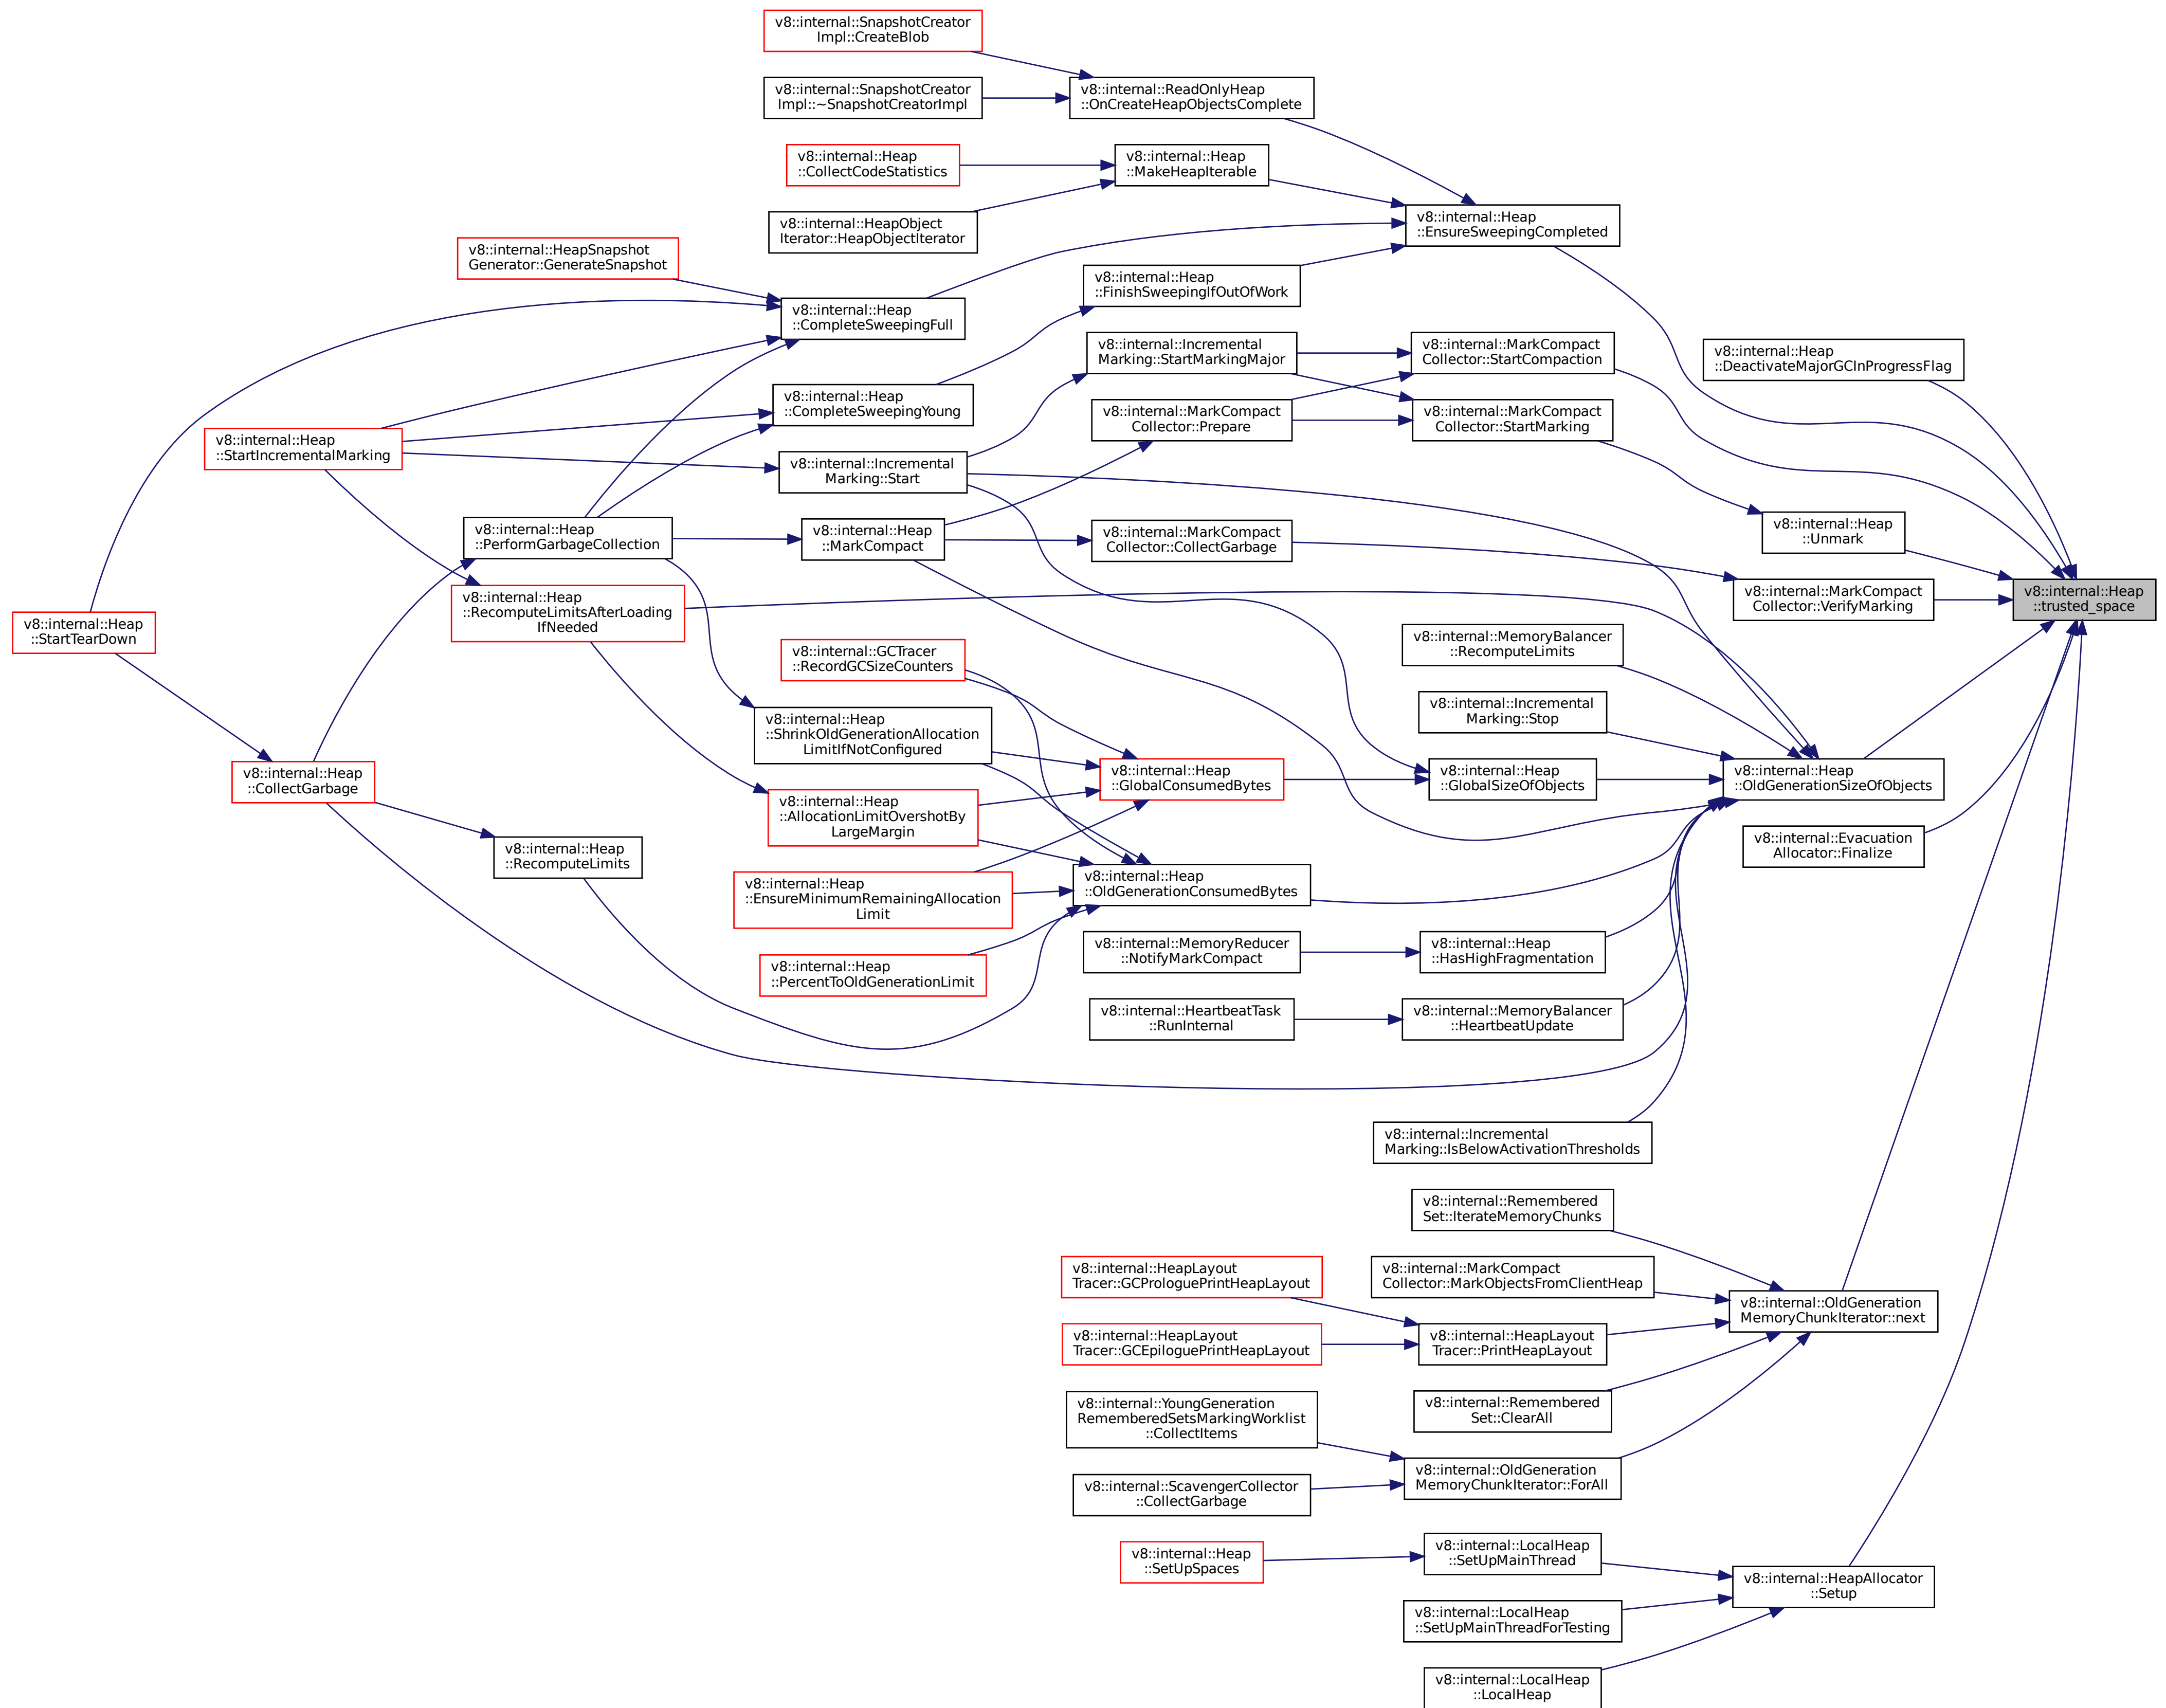 v8::internal::SnapshotCreator
Impl::CreateBlob
v8::internal::SnapshotCreator
Impl::~SnapshotCreatorImpl
v8::internal::ReadOnlyHeap
::OnCreateHeapObjectsComplete
v8::internal::Heap
::CollectCodeStatistics
v8::internal::Heap
::MakeHeapIterable
v8::internal::HeapObject
Iterator::HeapObjectIterator
v8::internal::Heap
::EnsureSweepingCompleted
v8::internal::HeapSnapshot
Generator::GenerateSnapshot
v8::internal::Heap
::FinishSweepingIfOutOfWork
v8::internal::Heap
::CompleteSweepingFull
v8::internal::Incremental
Marking::StartMarkingMajor
v8::internal::MarkCompact
Collector::StartCompaction
v8::internal::Heap
::DeactivateMajorGCInProgressFlag
v8::internal::Heap
::CompleteSweepingYoung
v8::internal::MarkCompact
Collector::Prepare
v8::internal::MarkCompact
Collector::StartMarking
v8::internal::Heap
::StartIncrementalMarking
v8::internal::Incremental
Marking::Start
v8::internal::Heap
::PerformGarbageCollection
v8::internal::Heap
::MarkCompact
v8::internal::MarkCompact
Collector::CollectGarbage
v8::internal::Heap
::Unmark
v8::internal::Heap
::RecomputeLimitsAfterLoading
IfNeeded
v8::internal::MarkCompact
Collector::VerifyMarking
v8::internal::Heap
::trusted_space
v8::internal::Heap
::StartTearDown
v8::internal::GCTracer
::RecordGCSizeCounters
v8::internal::MemoryBalancer
::RecomputeLimits
v8::internal::Heap
::ShrinkOldGenerationAllocation
LimitIfNotConfigured
v8::internal::Incremental
Marking::Stop
v8::internal::Heap
::CollectGarbage
v8::internal::Heap
::GlobalConsumedBytes
v8::internal::Heap
::GlobalSizeOfObjects
v8::internal::Heap
::OldGenerationSizeOfObjects
v8::internal::Heap
::AllocationLimitOvershotBy
LargeMargin
v8::internal::Heap
::RecomputeLimits
v8::internal::Evacuation
Allocator::Finalize
v8::internal::Heap
::EnsureMinimumRemainingAllocation
Limit
v8::internal::Heap
::OldGenerationConsumedBytes
v8::internal::Heap
::PercentToOldGenerationLimit
v8::internal::MemoryReducer
::NotifyMarkCompact
v8::internal::Heap
::HasHighFragmentation
v8::internal::HeartbeatTask
::RunInternal
v8::internal::MemoryBalancer
::HeartbeatUpdate
v8::internal::Incremental
Marking::IsBelowActivationThresholds
v8::internal::Remembered
Set::IterateMemoryChunks
v8::internal::HeapLayout
Tracer::GCProloguePrintHeapLayout
v8::internal::MarkCompact
Collector::MarkObjectsFromClientHeap
v8::internal::OldGeneration
MemoryChunkIterator::next
v8::internal::HeapLayout
Tracer::GCEpiloguePrintHeapLayout
v8::internal::HeapLayout
Tracer::PrintHeapLayout
v8::internal::Remembered
Set::ClearAll
v8::internal::YoungGeneration
RememberedSetsMarkingWorklist
::CollectItems
v8::internal::OldGeneration
MemoryChunkIterator::ForAll
v8::internal::ScavengerCollector
::CollectGarbage
v8::internal::Heap
::SetUpSpaces
v8::internal::LocalHeap
::SetUpMainThread
v8::internal::HeapAllocator
::Setup
v8::internal::LocalHeap
::SetUpMainThreadForTesting
v8::internal::LocalHeap
::LocalHeap